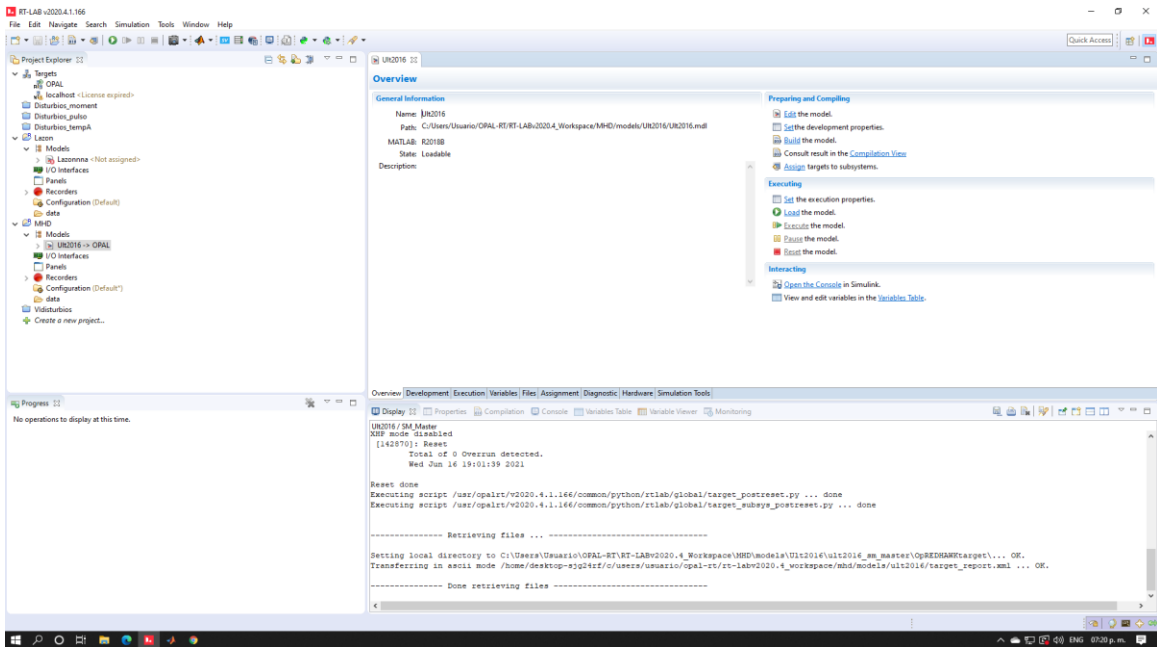 RT-LAB v2020.4.1.166
File Edit Navigate Search Simulation Tools Window Help
Quick Access
Project Explorer
Targets
OPAL
localhost <License expired>
Disturbios_moment
Disturbios_pulso
Disturbios_tempA
Lazon
Models
Lazonnna <Not assigned>
I/O Interfaces
Panels
Recorders
Configuration (Default)
data
MHD
Models
Ult2016 -> OPAL
I/O Interfaces
Panels
Recorders
Configuration (Default*)
data
Vidisturbios
Create a new project...
Progress
No operations to display at this time.
Ult2016
Overview
General Information
Name: Ult2016
Path: C:/Users/Usuario/OPAL-RT/RT-LABv2020.4_Workspace/MHD/models/Ult2016/Ult2016.mdl
MATLAB: R2018B
State: Loadable
Description:
Preparing and Compiling
Edit the model.
Setthe development properties.
Build the model.
Consult result in the Compilation View
Assign targets to subsystems.
Executing
Set the execution properties.
Load the model.
Execute the model.
Pause the model.
Reset the model.
Interacting
Open the Console in Simulink.
View and edit variables in the Variables Table.
Overview Development Execution Variables Files Assignment Diagnostic Hardware Simulation Tools
Display Properties Compilation Console Variables Table Variable Viewer Monitoring
Ult2016 / SM_Master
XHP mode disabled
[142870]: Reset
Total of 0 Overrun detected.
Wed Jun 16 19:01:39 2021
Reset done
Executing script /usr/opalrt/v2020.4.1.166/common/python/rtlab/global/target_postreset.py ... done
Executing script /usr/opalrt/v2020.4.1.166/common/python/rtlab/global/target_subsys_postreset.py ... done
--------------- Retrieving files ... --------------------------------
Setting local directory to C:\Users\Usuario\OPAL-RT\RT-LABv2020.4_Workspace\MHD\models\Ult2016\ult2016_sm_master\OpREDHAWKtarget\... OK.
Transferring in ascii mode /home/desktop-sjg24rf/c/users/usuario/opal-rt/rt-labv2020.4_workspace/mhd/models/ult2016/target_report.xml ... OK.
--------------- Done retrieving files --------------------------------
ENG 07:20 p. m.